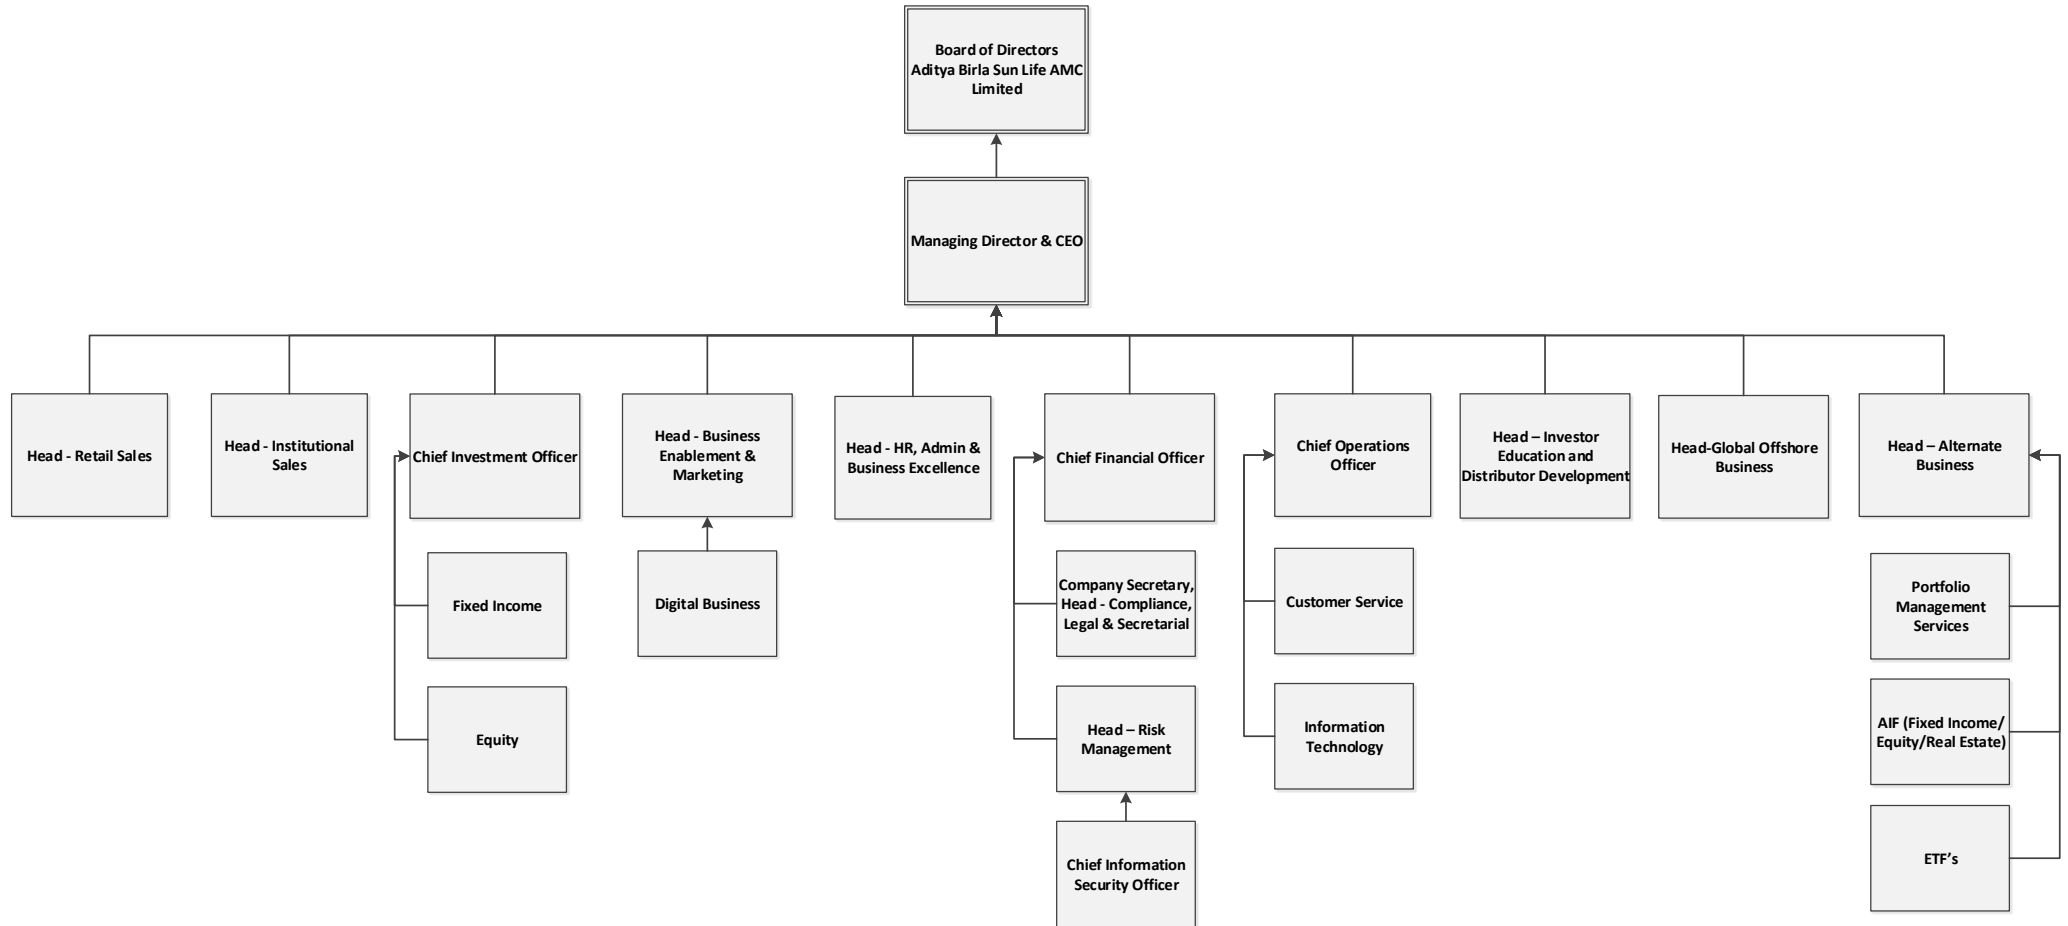 Board of Directors
Aditya Birla Sun Life AMC
Limited
Managing Director & CEO
Head - Retail Sales
Head - Institutional
Sales
Chief Investment Officer
Head - Business
Enablement &
Marketing
Head - HR, Admin &
Business Excellence
Chief Financial Officer
Chief Operations
Officer
Head – Investor
Education and
Distributor Development
Head-Global Offshore
Business
Head – Alternate
Business
Fixed Income
Digital Business
Company Secretary,
Head - Compliance,
Legal & Secretarial
Customer Service
Portfolio
Management
Services
Equity
Head – Risk
Management
Information
Technology
AIF (Fixed Income/
Equity/Real Estate)
Chief Information
Security Officer
ETF’s